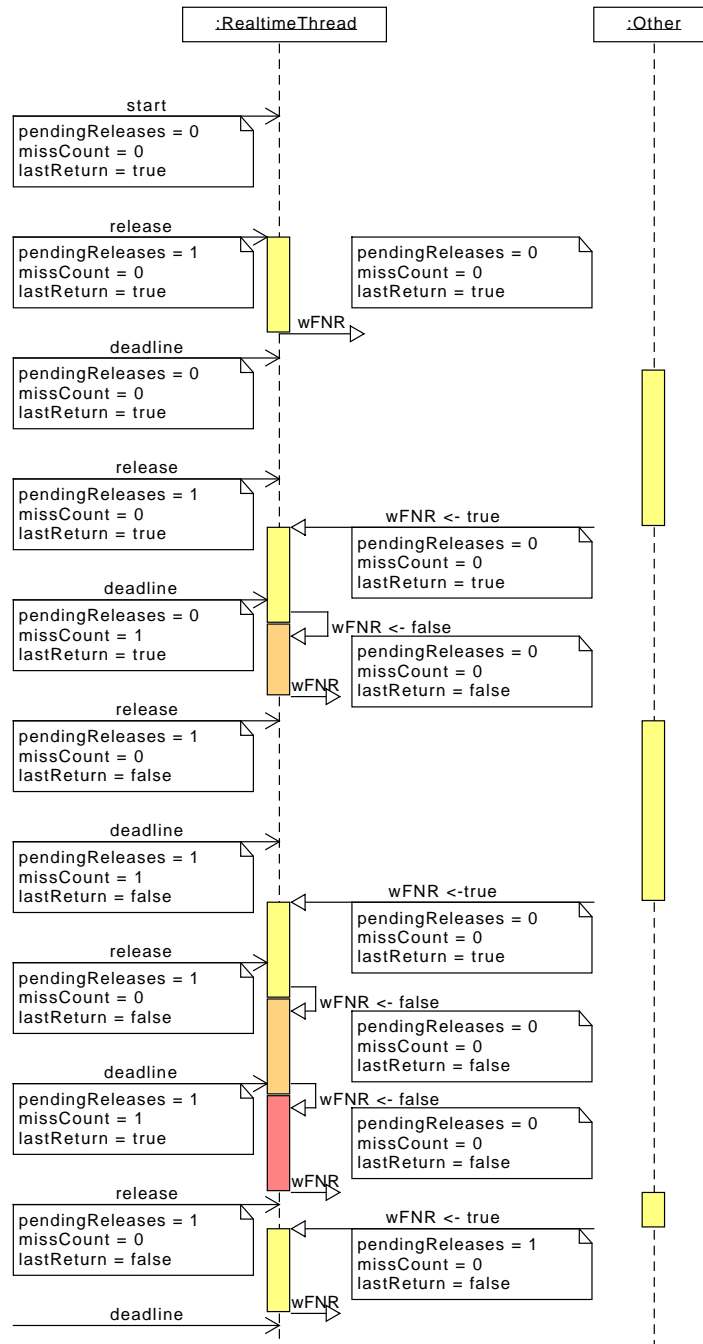 :RealtimeThread
:Other
start
pendingReleases = 0
missCount = 0
lastReturn = true
release
pendingReleases = 1
missCount = 0
lastReturn = true
pendingReleases = 0
missCount = 0
lastReturn = true
wFNR
deadline
pendingReleases = 0
missCount = 0
lastReturn = true
release
pendingReleases = 1
missCount = 0
lastReturn = true
wFNR <- true
pendingReleases = 0
missCount = 0
lastReturn = true
deadline
pendingReleases = 0
missCount = 1
lastReturn = true
wFNR <- false
pendingReleases = 0
missCount = 0
lastReturn = false
wFNR
release
pendingReleases = 1
missCount = 0
lastReturn = false
deadline
pendingReleases = 1
missCount = 1
lastReturn = false
wFNR <-true
pendingReleases = 0
missCount = 0
lastReturn = true
release
pendingReleases = 1
missCount = 0
lastReturn = false
wFNR <- false
pendingReleases = 0
missCount = 0
lastReturn = false
deadline
pendingReleases = 1
missCount = 1
lastReturn = true
wFNR <- false
pendingReleases = 0
missCount = 0
lastReturn = false
wFNR
release
pendingReleases = 1
missCount = 0
lastReturn = false
wFNR <- true
pendingReleases = 1
missCount = 0
lastReturn = false
wFNR
deadline